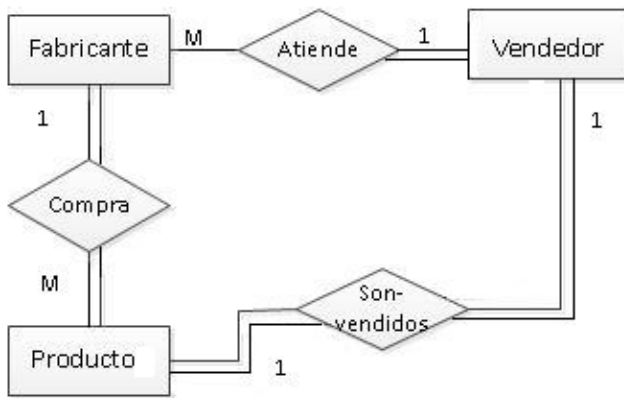 Fabricante M Atiende 1 Vendedor
1 1
Compra
M
Son-
vendidos
Producto
1